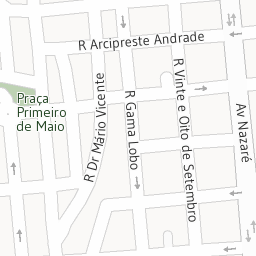 R Arcipreste Andrade
Praça
Primeiro
de Maio
R Dr Mário Vicente
R Gama Lobo
R Vinte e Oito de Setembro
Av Nazaré